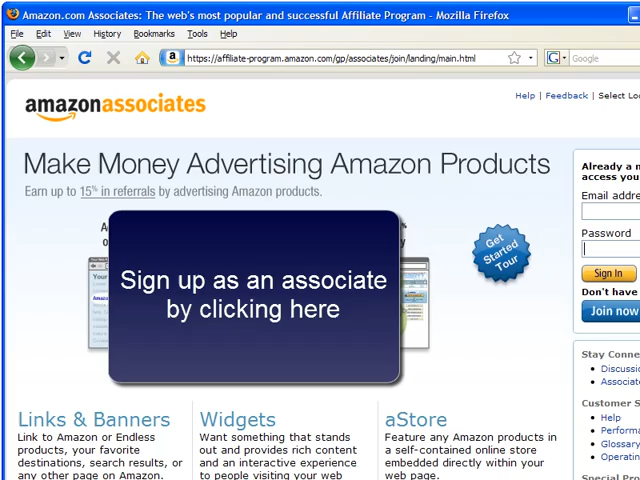 Amazon.com Associates: The web's most popular and successful Affiliate Program - Mozilla Firefox
File Edit View History Bookmarks Tools Help
https://affiliate-program.amazon.com/gp/associates/join/landing/main.html
Google
Help | Feedback | Select
amazonassociates
Make Money Advertising Amazon Products
Earn up to 15% in referrals by advertising Amazon products.
Already a
access you
Email addre
Password
Sign In
Don't have
Join now
Get
Started
Tour
Sign up as an associate
by clicking here
Stay Conne
Discussio
Associate
Customer S
Help
Performa
Glossary
Operatin
Special Pro
Links & Banners
Link to Amazon or Endless
products, your favorite
destinations, search results, or
any other page on Amazon.
Widgets
Want something that stands
out and provides rich content
and an interactive experience
to people visiting your web
aStore
Feature any Amazon products in
a self-contained online store
embedded directly within your
web page.